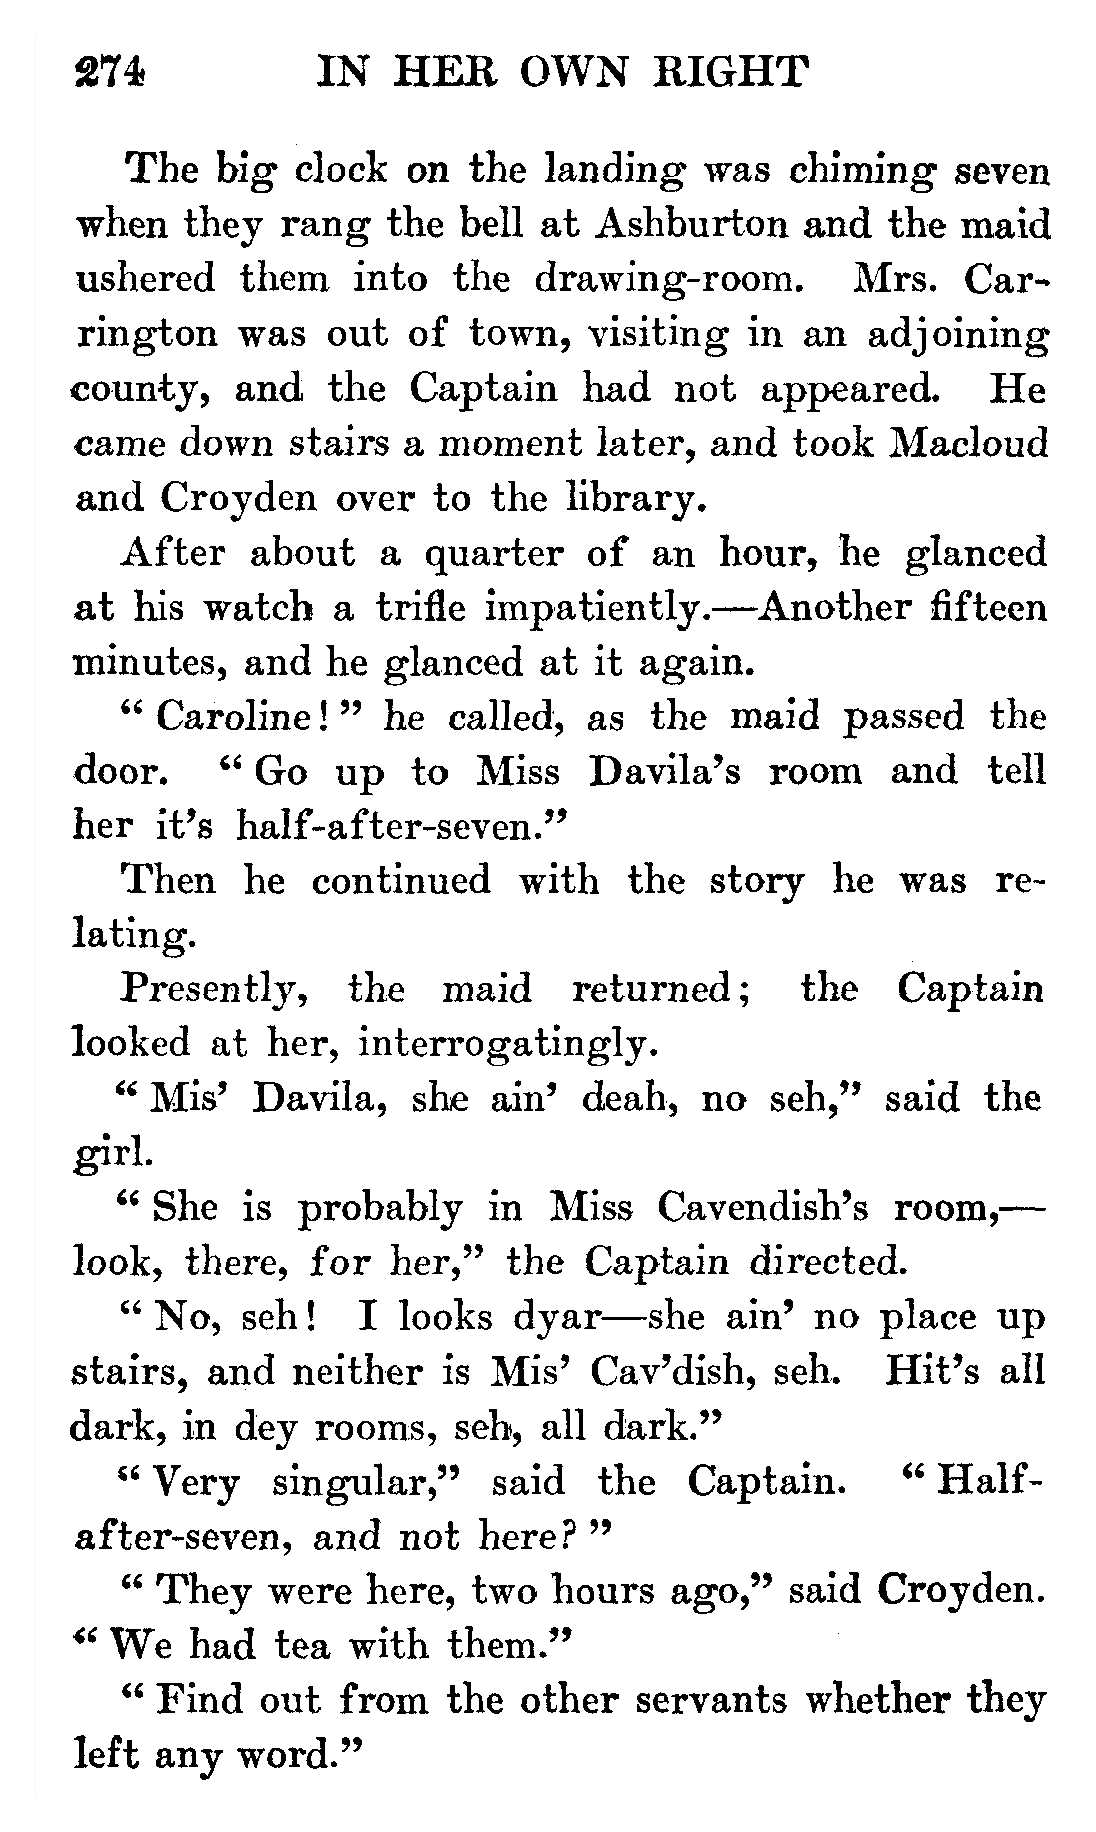 274 IN HER OWN RIGHT
The big clock on the landing was chiming seven
when they rang the bell at Ashburton and the maid
ushered them into the drawing-room. Mrs. Car-
rington was out of town, visiting in an adjoining
county, and the Captain had not appeared. He
came down stairs a moment later, and took Macloud
and Croyden over to the library.
After about a quarter of an hour, he glanced
at his watch a trifle impatiently.—Another fifteen
minutes, and he glanced at it again.
“ Caroline! ” he called, as the maid passed the
door. “ Go up to Miss Davila’s room and tell
her it’s half-after-seven.”
Then he continued with the story he was re-
lating.
Presently, the maid returned; the Captain
looked at her, interrogatingly.
“ Mis’ Davila, she ain’ deah, no seh,” said the
girl.
“ She is probably in Miss Cavendish’s room,—
look, there, for her,” the Captain directed.
“ No, seh! I looks dyar—she ain’ no place up
stairs, and neither is Mis’ Cav’dish, seh. Hit’s all
dark, in dey rooms, seh, all dark.”
“ Very singular,” said the Captain. “ Half-
after-seven, and not here? ”
“ They were here, two hours ago,” said Croyden.
“ We had tea with them.”
“ Find out from the other servants whether they
left any word.”